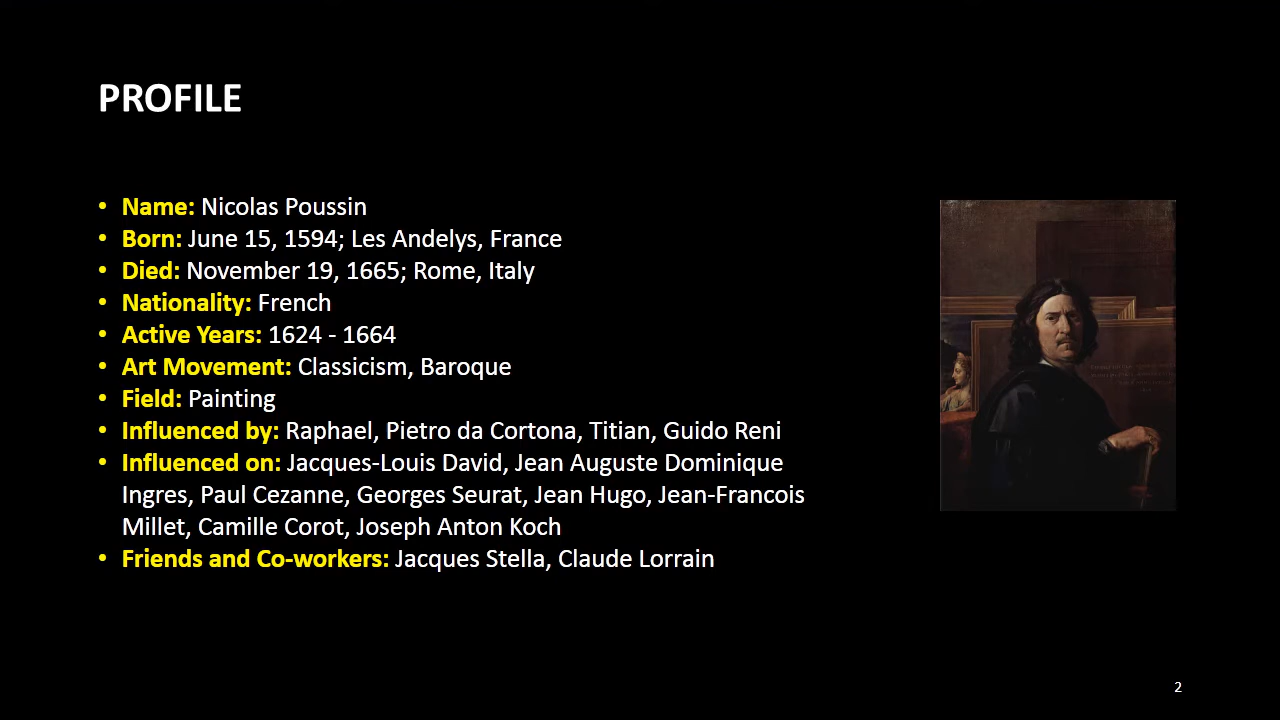 PROFILE
• Name: Nicolas Poussin
• Born: June 15, 1594; Les Andelys, France
• Died: November 19, 1665; Rome, Italy
• Nationality: French
• Active Years: 1624 - 1664
• Art Movement: Classicism, Baroque
• Field: Painting
• Influenced by: Raphael, Pietro da Cortona, Titian, Guido Reni
• Influenced on: Jacques-Louis David, Jean Auguste Dominique
Ingres, Paul Cezanne, Georges Seurat, Jean Hugo, Jean-Francois
Millet, Camille Corot, Joseph Anton Koch
• Friends and Co-workers: Jacques Stella, Claude Lorrain
2